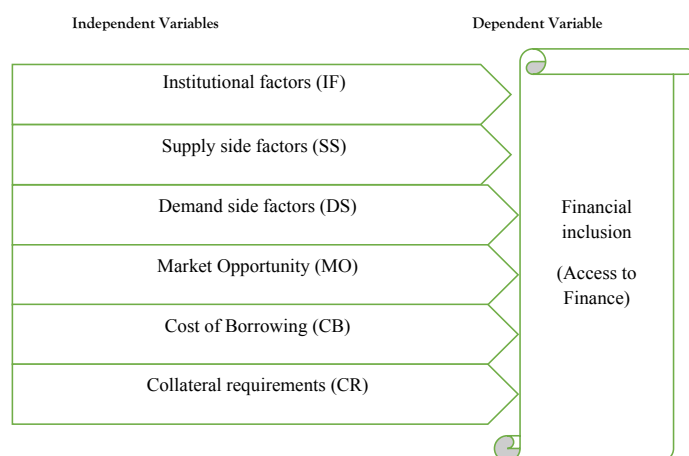 Independent Variables
Dependent Variable
Institutional factors (IF)
Supply side factors (SS)
Demand side factors (DS)
Market Opportunity (MO)
Cost of Borrowing (CB)
Collateral requirements (CR)
Financial
inclusion
(Access to
Finance)